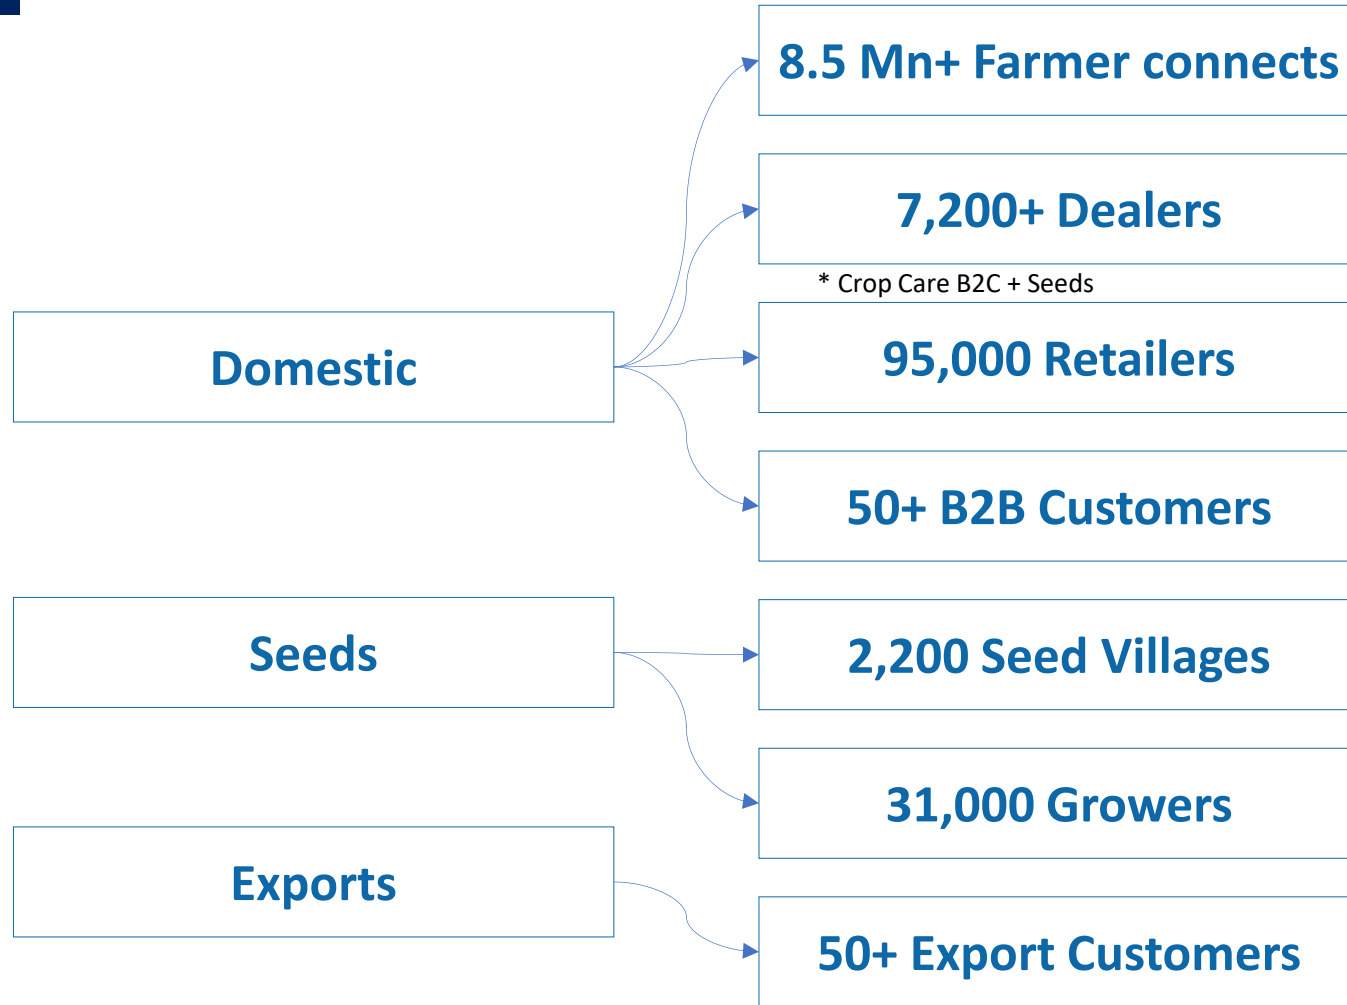 8.5 Mn+ Farmer connects
7,200+ Dealers
* Crop Care B2C + Seeds
Domestic
95,000 Retailers
50+ B2B Customers
Seeds
2,200 Seed Villages
31,000 Growers
Exports
50+ Export Customers